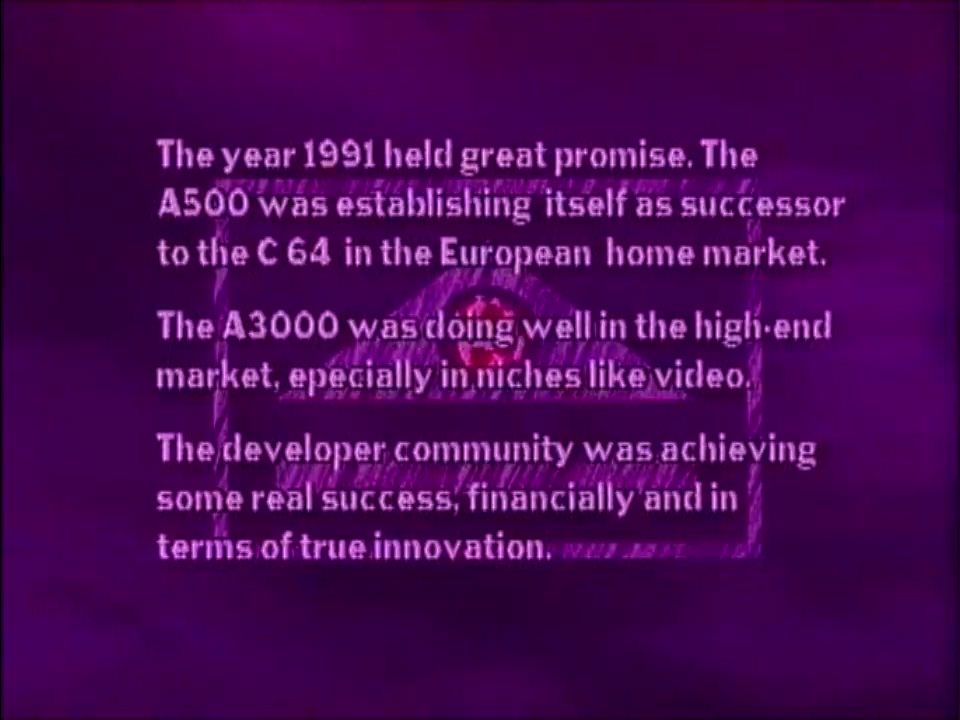 The year 1991 held great promise. The
A500 was establishing itself as successor
to the C 64 in the European home market.
The A3000 was doing well in the high-end
market, epecially in niches like video.
The developer community was achieving
some real success, financially and in
terms of true innovation.